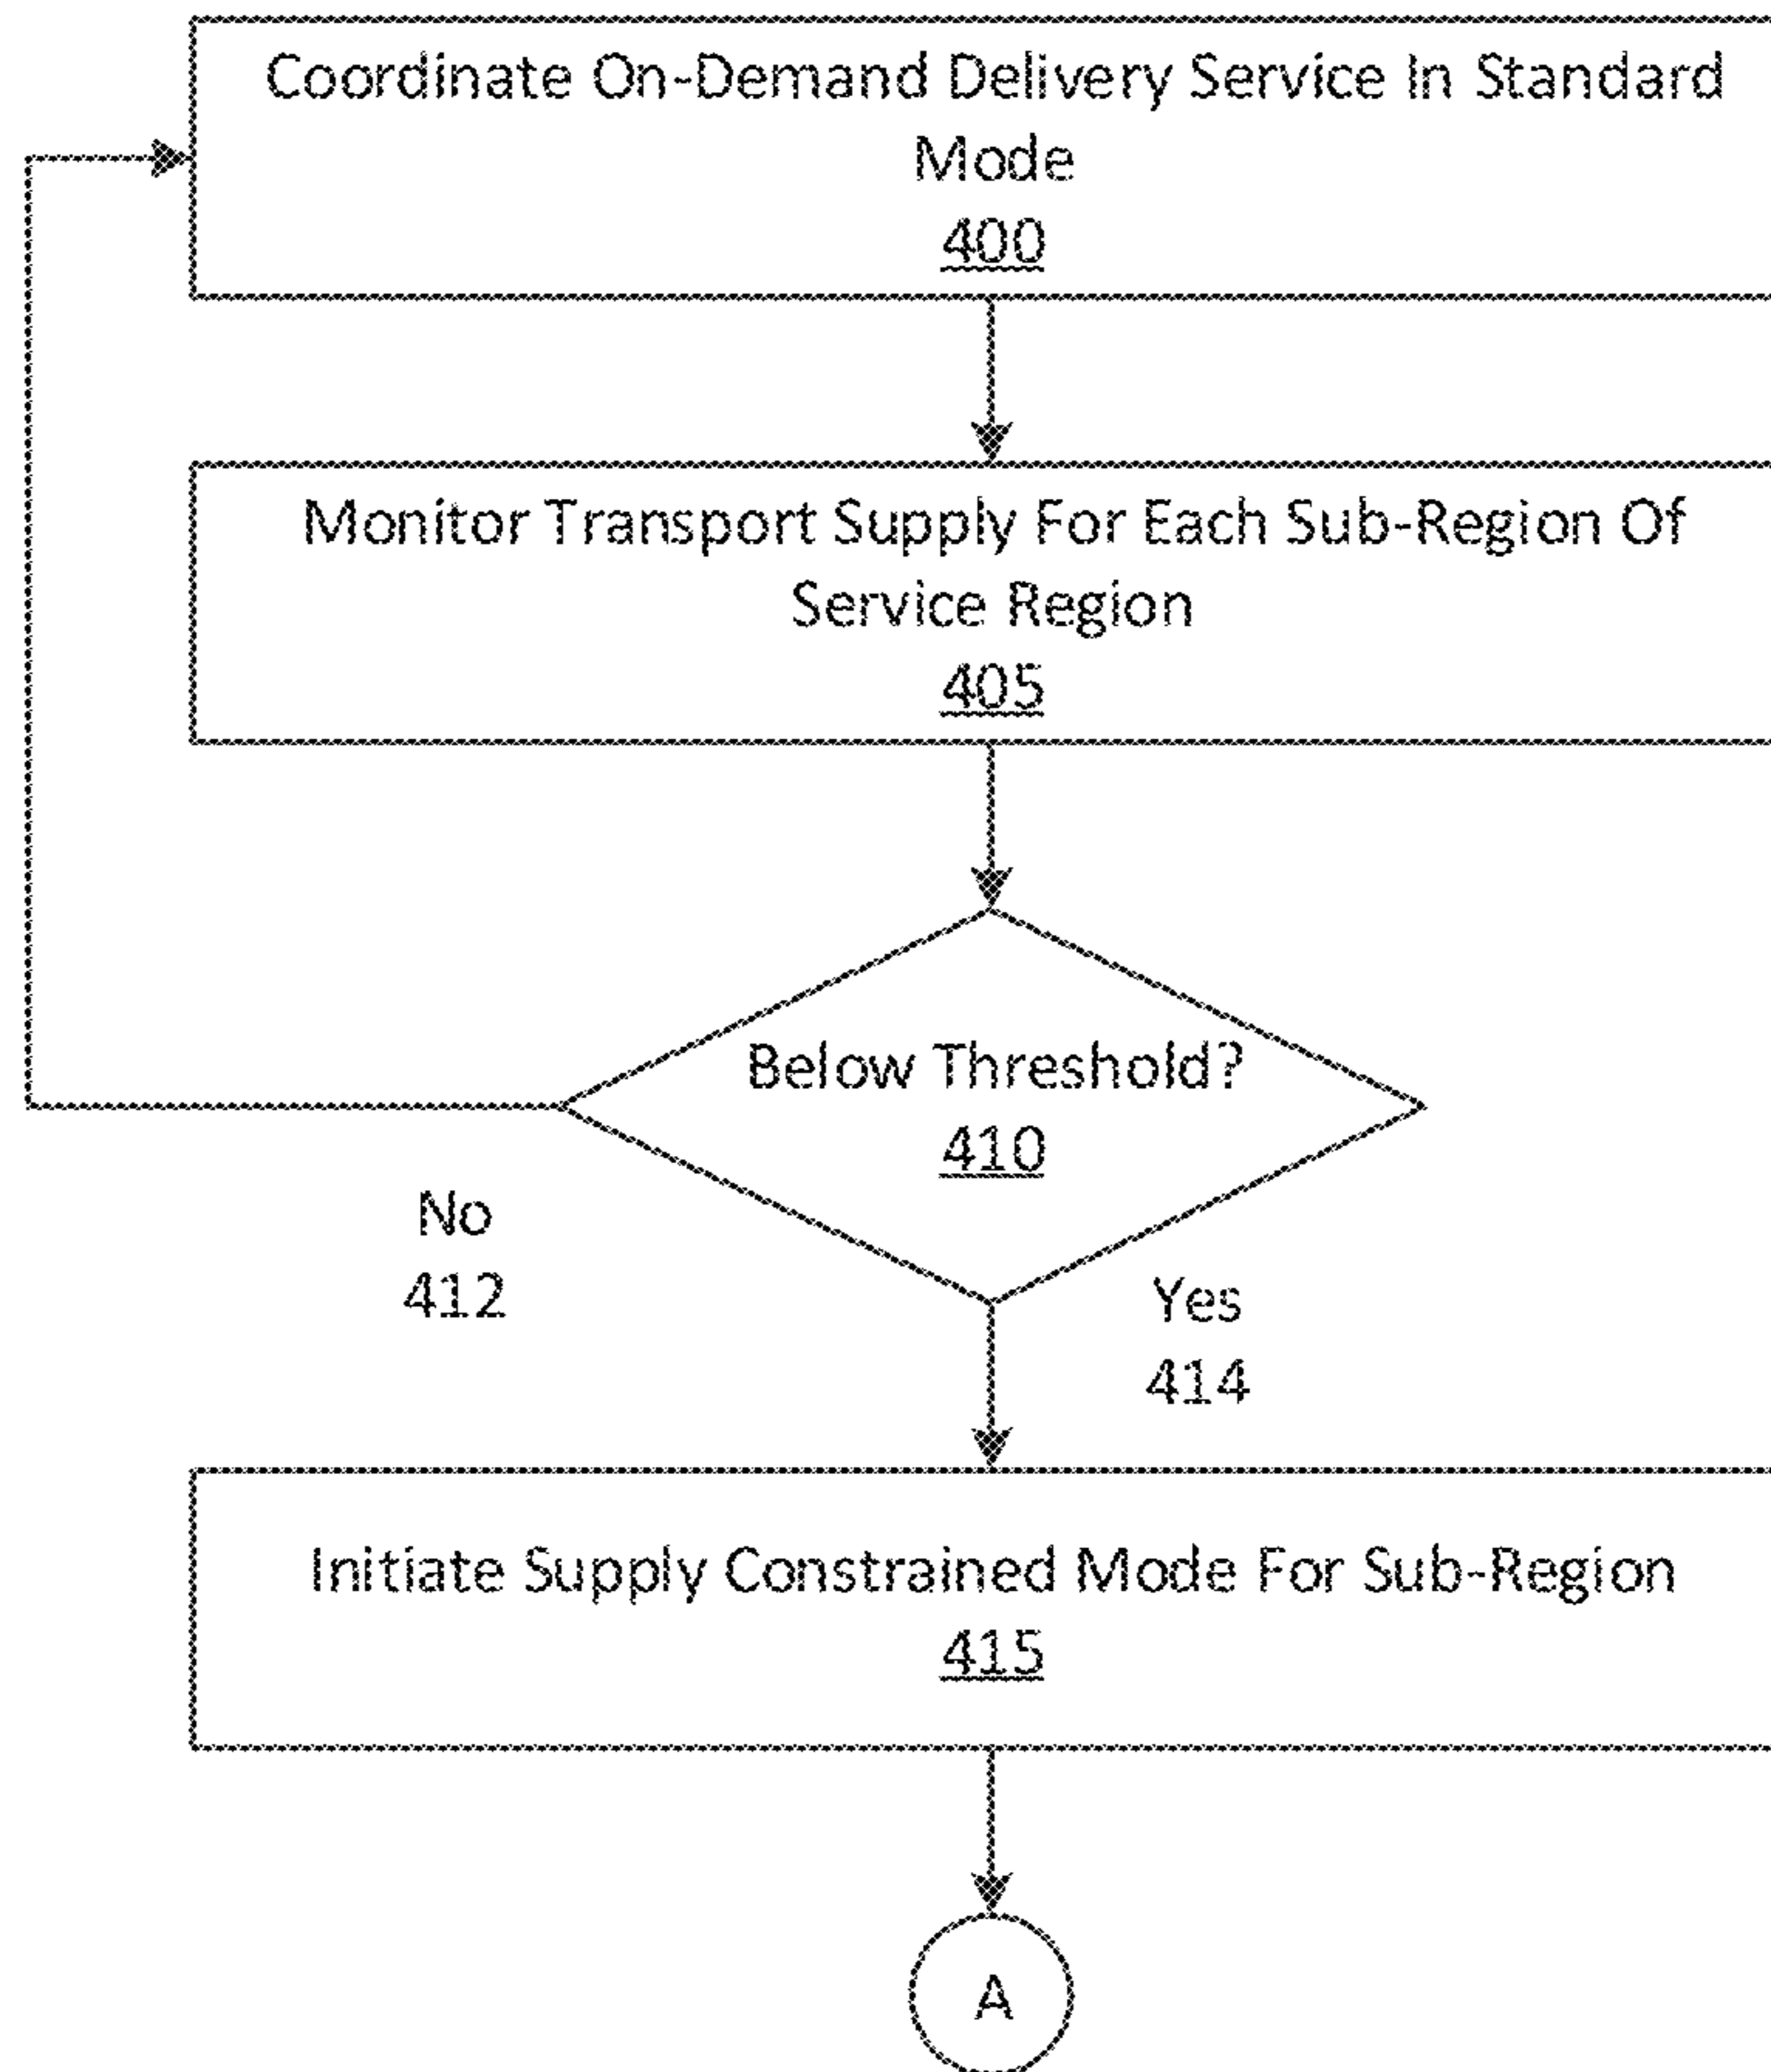 Coordinate On-Demand Delivery Service In Standard
Mode
400
Monitor Transport Supply For Each Sub-Region Of
Service Region
405
Below Threshold?
410
No
412
Yes
414
Initiate Supply Constrained Mode For Sub-Region
415
A